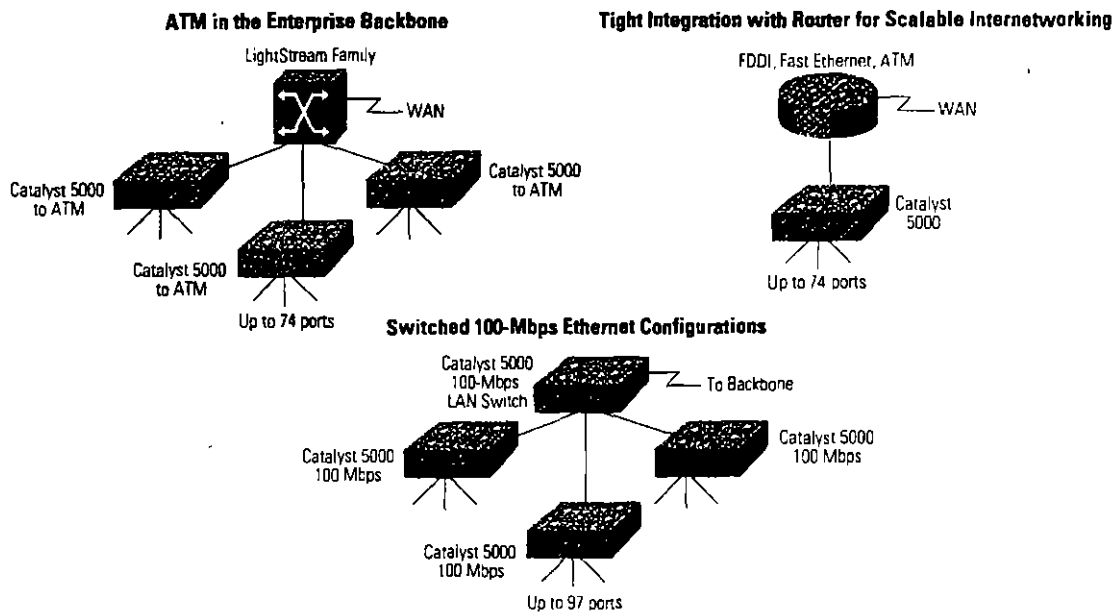 ATM in the Enterprise Backbone
LightStream Family
WAN
Catalyst 5000
to ATM
Catalyst 5000
to ATM
Catalyst 5000
to ATM
Up to 74 ports
Tight Integration with Router for Scalable Internetworking
FDDI, Fast Ethernet, ATM
WAN
Catalyst
5000
Up to 74 ports
Switched 100-Mbps Ethernet Configurations
Catalyst 5000
100-Mbps
LAN Switch
To Backbone
Catalyst 5000
100 Mbps
Catalyst 5000
100 Mbps
Catalyst 5000
100 Mbps
Up to 97 ports